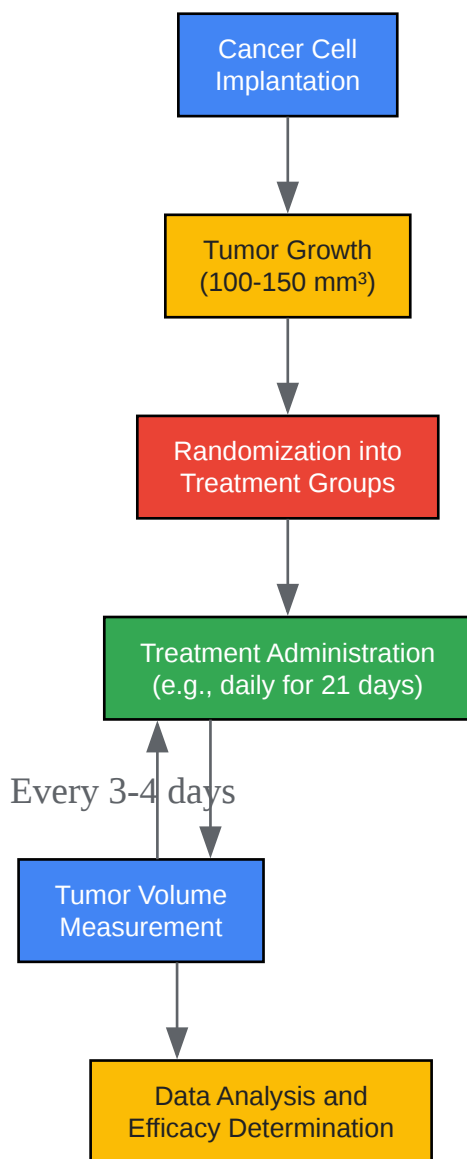 Cancer Cell
Implantation
Tumor Growth
(100-150 mm³)
Randomization into
Treatment Groups
Treatment Administration
(e.g., daily for 21 days)
Every 3-4 days
Tumor Volume
Measurement
Data Analysis and
Efficacy Determination